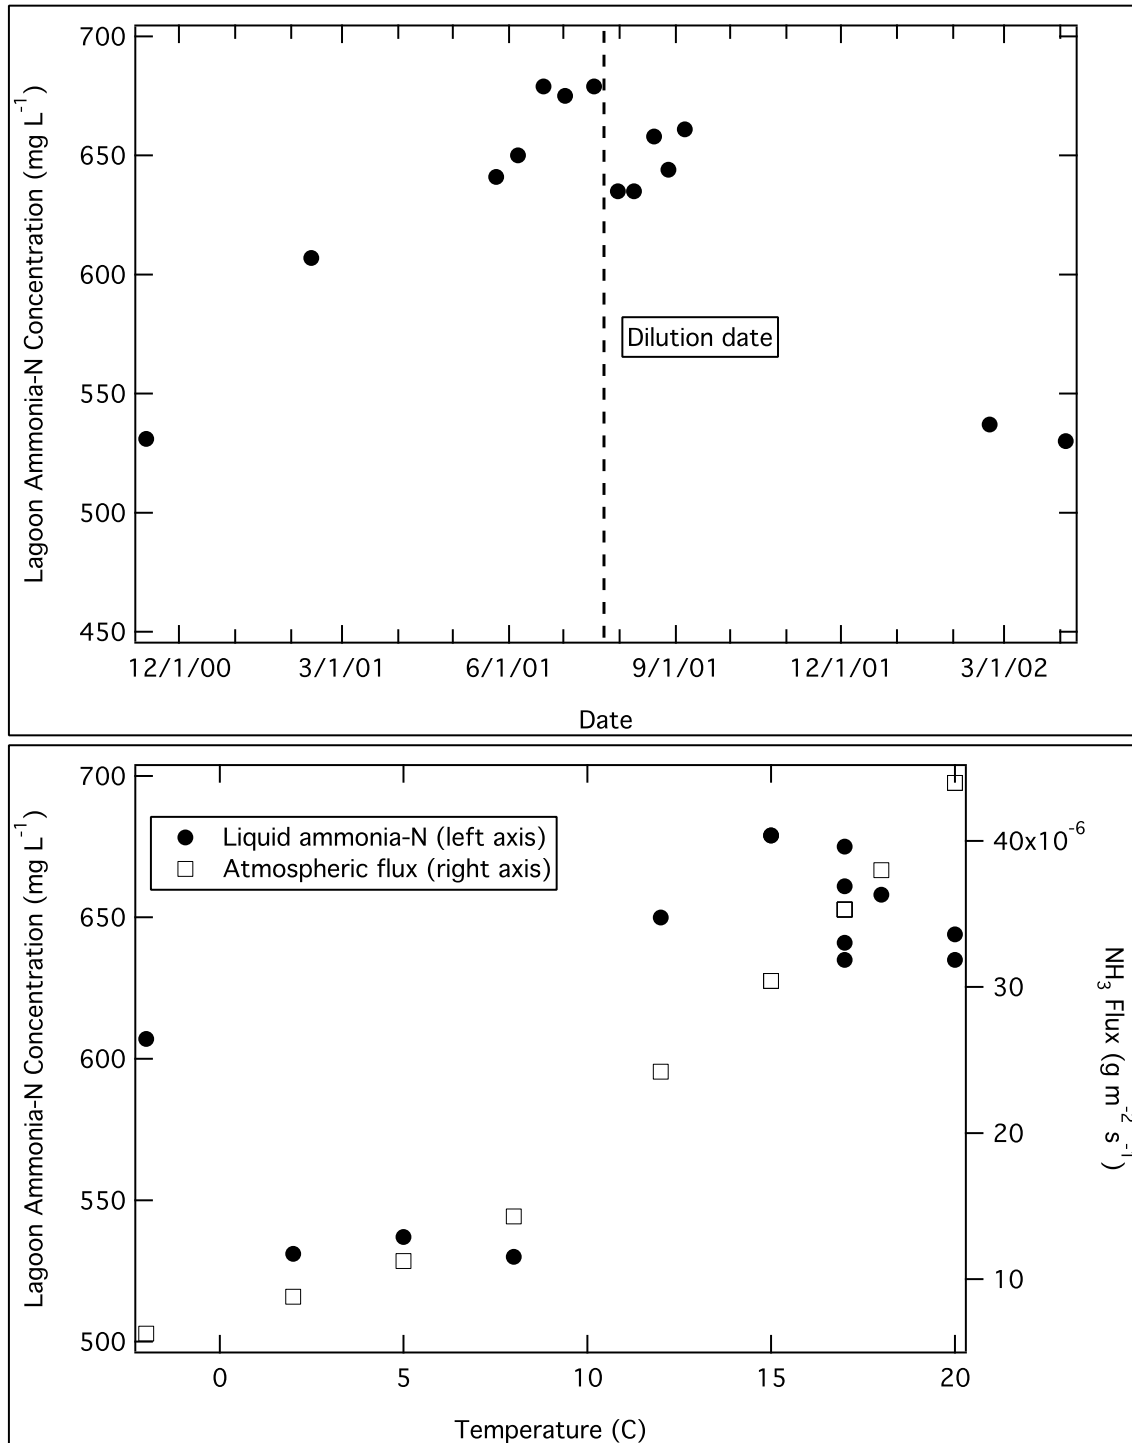 700
650
600
550
500
450
Lagoon Ammonia-N Concentration (mg L⁻¹)
Dilution date
12/1/00 3/1/01 6/1/01 9/1/01 12/1/01 3/1/02
Date
700
650
600
550
500
Lagoon Ammonia-N Concentration (mg L⁻¹)
Liquid ammonia-N (left axis)
Atmospheric flux (right axis)
40x10⁻⁶
30
20
10
NH₃ Flux (g m⁻² s⁻¹)
0 5 10 15 20
Temperature (C)